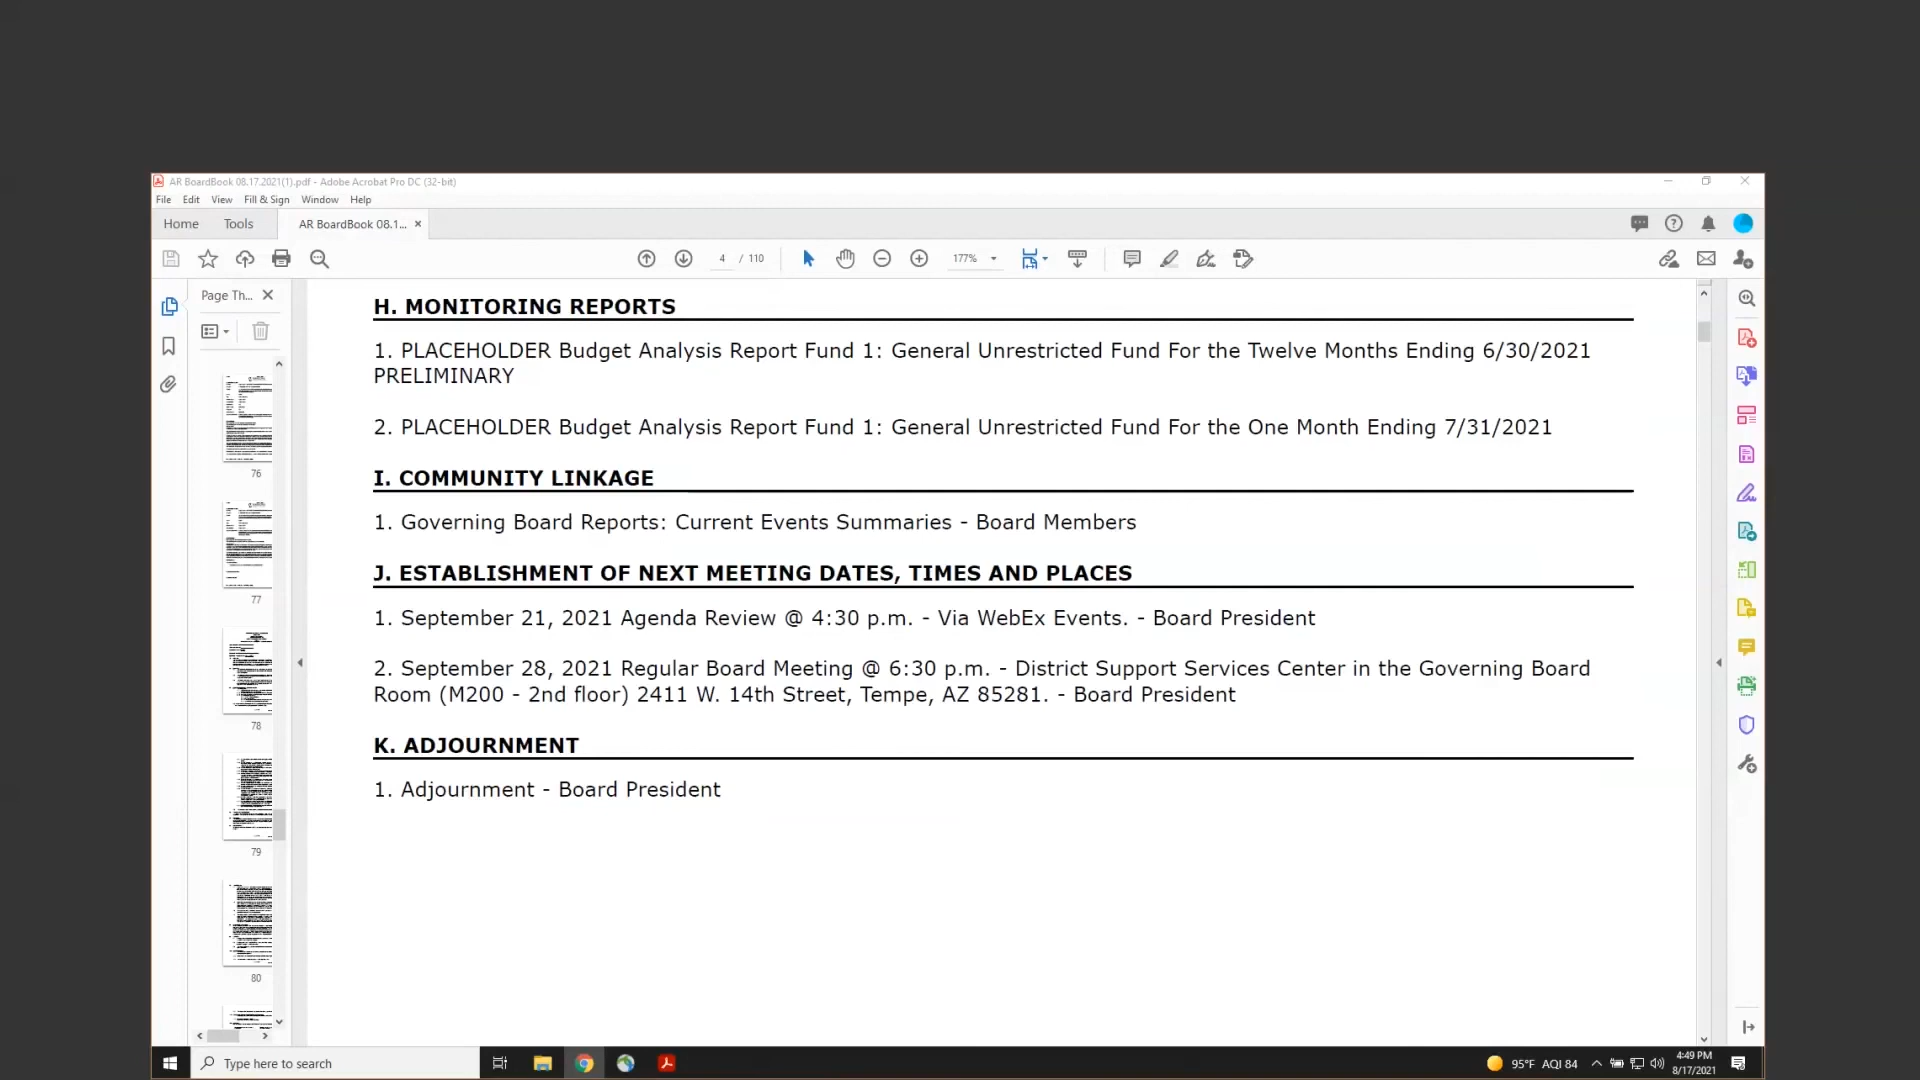 AR BoardBook 08.17.2021(1).pdf - Adobe Acrobat Pro DC (32-bit)
File Edit View Fill & Sign Window Help
Home Tools AR BoardBook 08.1... ×
4 / 110 177%
Page Th...
76
77
78
79
80
H. MONITORING REPORTS
1. PLACEHOLDER Budget Analysis Report Fund 1: General Unrestricted Fund For the Twelve Months Ending 6/30/2021
PRELIMINARY
2. PLACEHOLDER Budget Analysis Report Fund 1: General Unrestricted Fund For the One Month Ending 7/31/2021
I. COMMUNITY LINKAGE
1. Governing Board Reports: Current Events Summaries - Board Members
J. ESTABLISHMENT OF NEXT MEETING DATES, TIMES AND PLACES
1. September 21, 2021 Agenda Review @ 4:30 p.m. - Via WebEx Events. - Board President
2. September 28, 2021 Regular Board Meeting @ 6:30 p.m. - District Support Services Center in the Governing Board
Room (M200 - 2nd floor) 2411 W. 14th Street, Tempe, AZ 85281. - Board President
K. ADJOURNMENT
1. Adjournment - Board President
Type here to search
95°F AQI 84
4:49 PM
8/17/2021